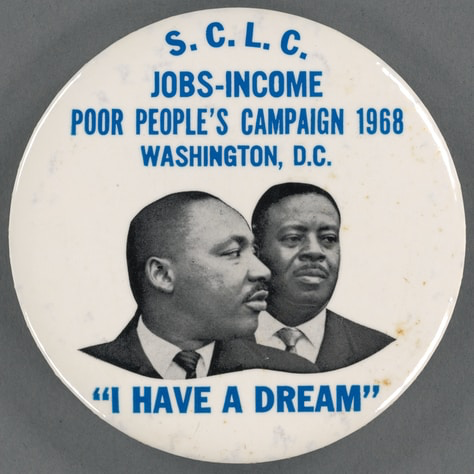 S. C. L. C.
JOBS-INCOME
POOR PEOPLE'S CAMPAIGN 1968
WASHINGTON, D.C.
“I HAVE A DREAM”